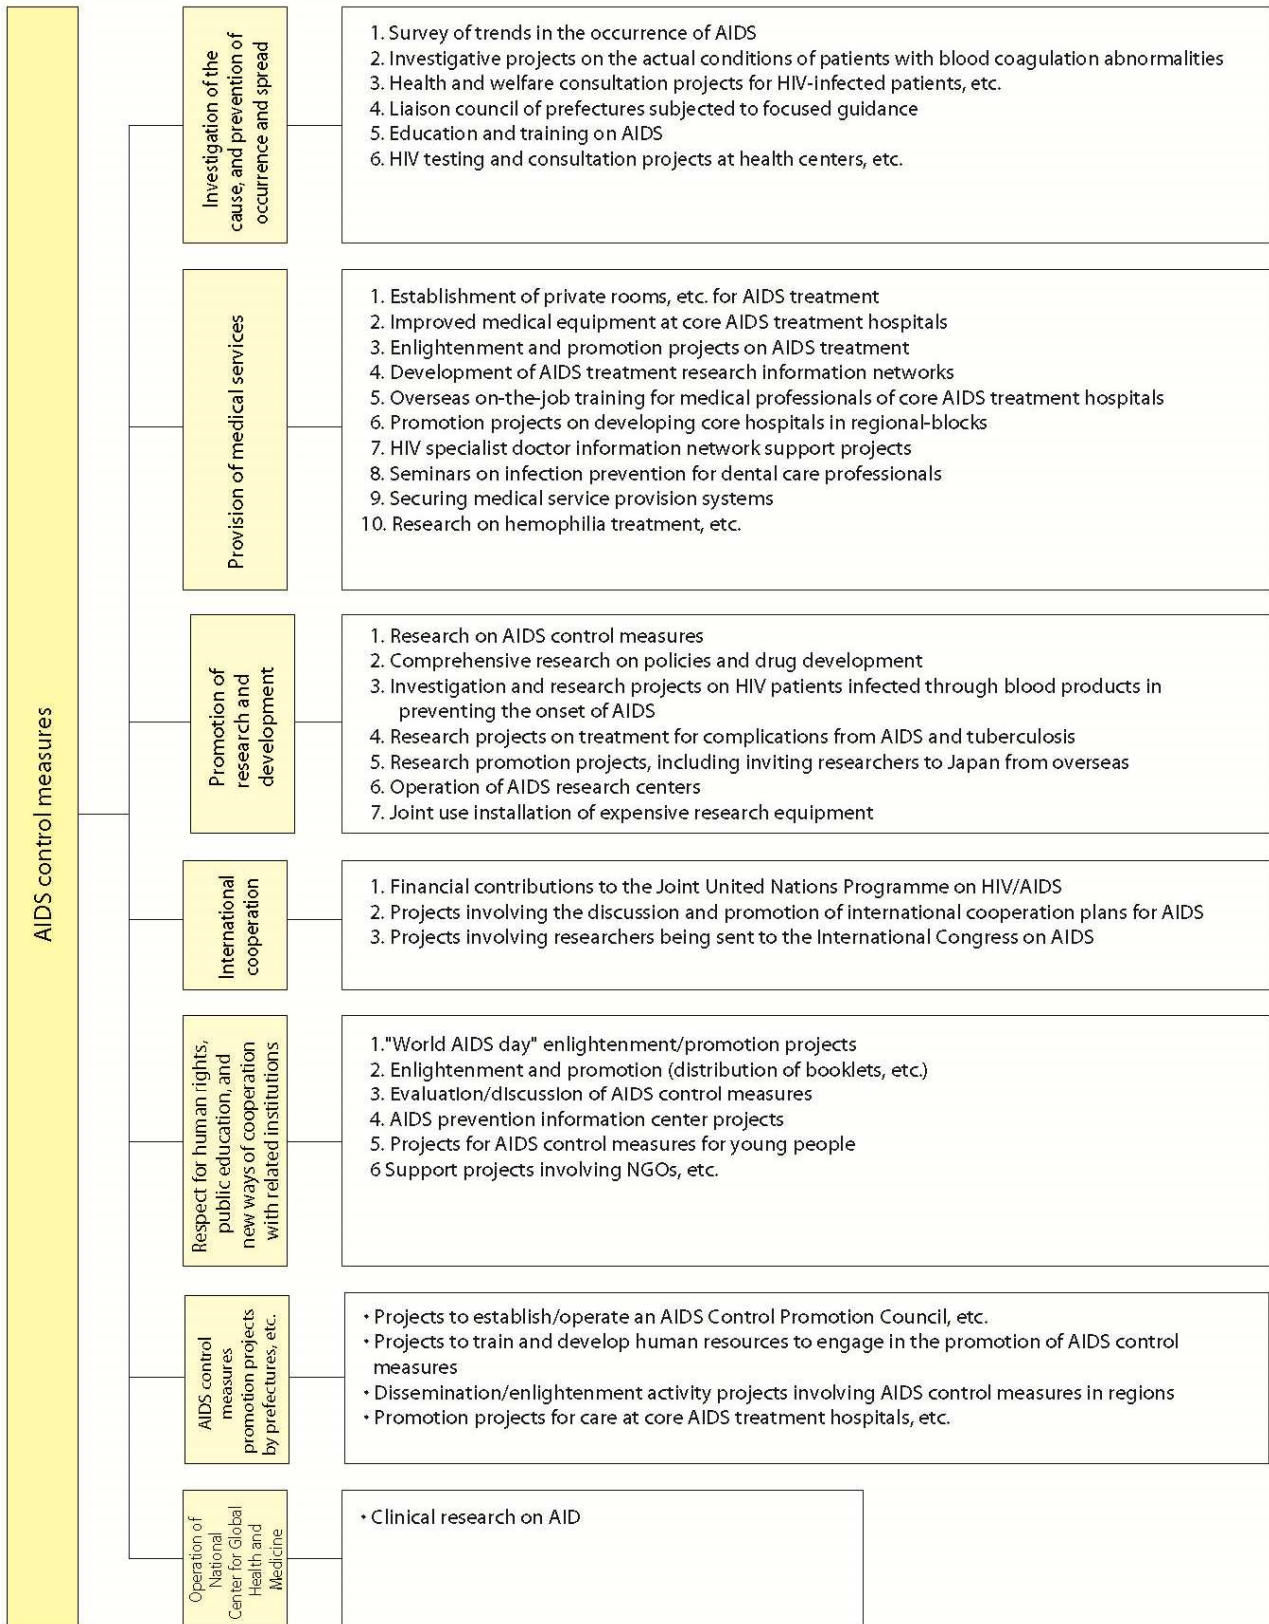 AIDS control measures
Investigation of the
cause, and prevention of
occurrence and spread
1. Survey of trends in the occurrence of AIDS
2. Investigative projects on the actual conditions of patients with blood coagulation abnormalities
3. Health and welfare consultation projects for HIV-infected patients, etc.
4. Liaison council of prefectures subjected to focused guidance
5. Education and training on AIDS
6. HIV testing and consultation projects at health centers, etc.
Provision of medical services
1. Establishment of private rooms, etc. for AIDS treatment
2. Improved medical equipment at core AIDS treatment hospitals
3. Enlightenment and promotion projects on AIDS treatment
4. Development of AIDS treatment research information networks
5. Overseas on-the-job training for medical professionals of core AIDS treatment hospitals
6. Promotion projects on developing core hospitals in regional-blocks
7. HIV specialist doctor information network support projects
8. Seminars on infection prevention for dental care professionals
9. Securing medical service provision systems
10. Research on hemophilia treatment, etc.
Promotion of
research and
development
1. Research on AIDS control measures
2. Comprehensive research on policies and drug development
3. Investigation and research projects on HIV patients infected through blood products in
preventing the onset of AIDS
4. Research projects on treatment for complications from AIDS and tuberculosis
5. Research promotion projects, including inviting researchers to Japan from overseas
6. Operation of AIDS research centers
7. Joint use installation of expensive research equipment
International
cooperation
1. Financial contributions to the Joint United Nations Programme on HIV/AIDS
2. Projects involving the discussion and promotion of international cooperation plans for AIDS
3. Projects involving researchers being sent to the International Congress on AIDS
Respect for human rights,
public education, and
new ways of cooperation
with related institutions
1."World AIDS day" enlightenment/promotion projects
2. Enlightenment and promotion (distribution of booklets, etc.)
3. Evaluation/discussion of AIDS control measures
4. AIDS prevention information center projects
5. Projects for AIDS control measures for young people
6 Support projects involving NGOs, etc.
AIDS control
measures
promotion projects
by prefectures, etc.
• Projects to establish/operate an AIDS Control Promotion Council, etc.
• Projects to train and develop human resources to engage in the promotion of AIDS control
measures
• Dissemination/enlightenment activity projects involving AIDS control measures in regions
• Promotion projects for care at core AIDS treatment hospitals, etc.
Operation of
National
Center for Global
Health and
Medicine
• Clinical research on AID